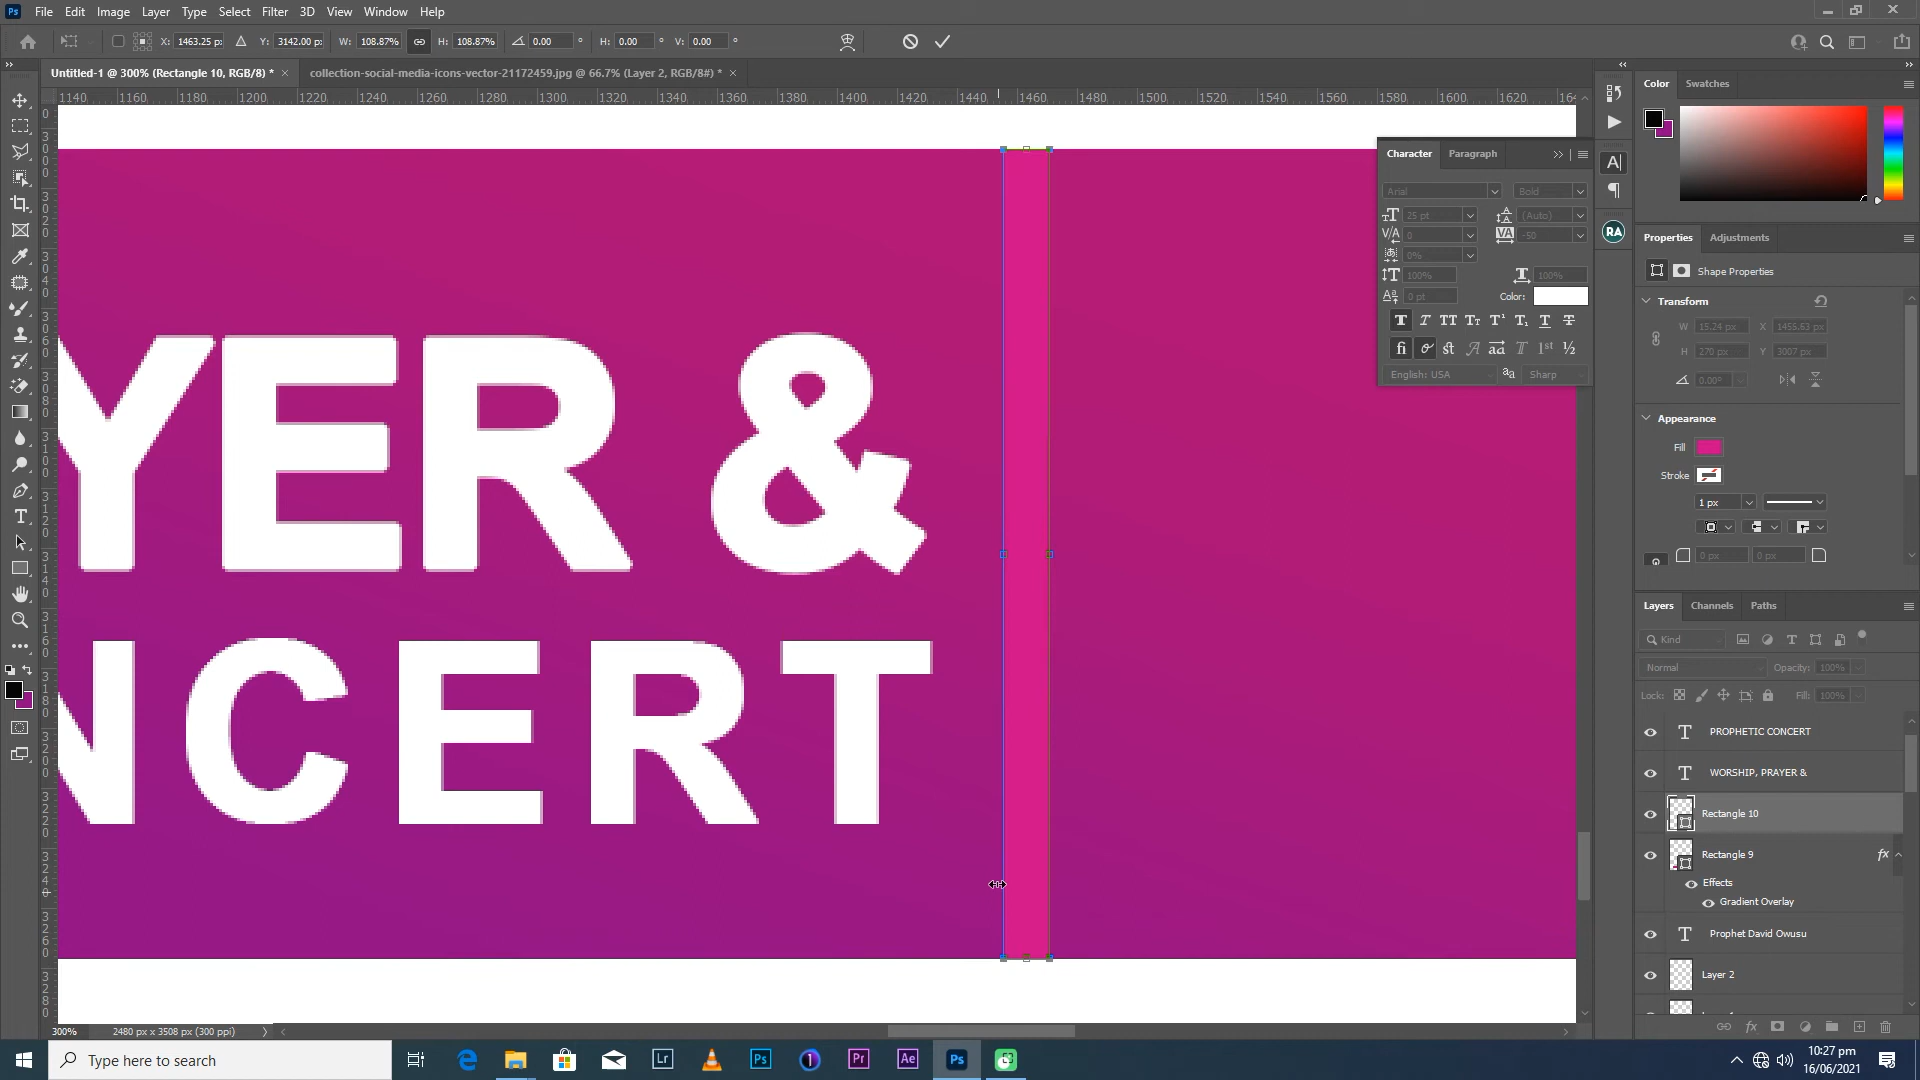 File Edit Image Layer Type Select Filter 3D View Window Help
X: 1463.25 p: Y: 3142.00 p: W: 108.87% H: 108.87% 0.00 ° H: 0.00 ° V: 0.00 °
Untitled-1 @ 300% (Rectangle 10, RGB/8) * × collection-social-media-icons-vector-21172459.jpg @ 66.7% (Layer 2, RGB/8#) * ×
1140 1160 1180 1200 1220 1240 1260 1280 1300 1320 1340 1360 1380 1400 1420 1440 1460 1480 1500 1520 1540 1560 1580 1600 1620
YER &
NCERT
Character Paragraph
Arial Bold
25 pt (Auto)
0 -50
0%
100% 100%
0 pt Color:
English: USA Sharp
Color Swatches
Properties Adjustments
Shape Properties
Transform
W 15.24 px X 1455.63 px
H 270 px Y 3007 px
0.00°
Appearance
Fill
Stroke
1 px
0 px 0 px
Layers Channels Paths
Kind
Normal Opacity: 100%
Lock: Fill: 100%
PROPHETIC CONCERT
WORSHIP, PRAYER &
Rectangle 10
Rectangle 9 fx
Effects
Gradient Overlay
Prophet David Owusu
Layer 2
300% 2480 px x 3508 px (300 ppi)
Type here to search
Lr Ps Pr Ae Ps
10:27 pm
16/06/2021